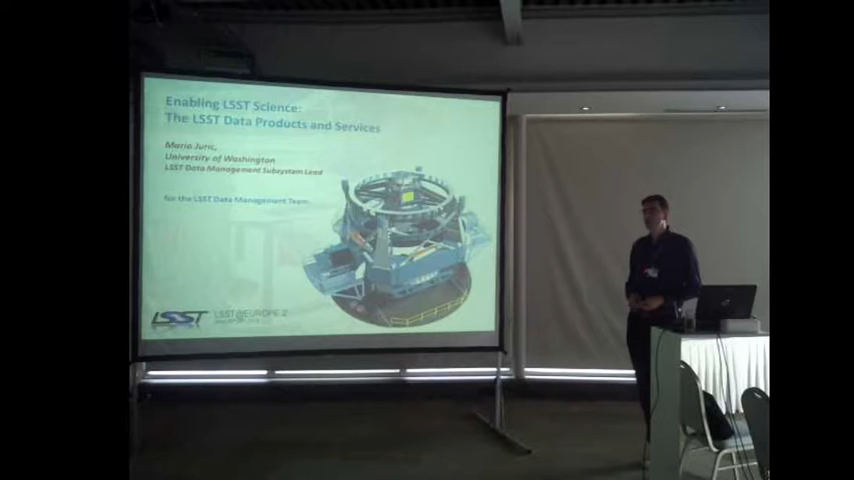 Enabling LSST Science:
The LSST Data Products and Services
Mario Juric,
University of Washington
LSST Data Management Subsystem Lead
for the LSST Data Management Team.
LSST
LSST@EUROPE 2